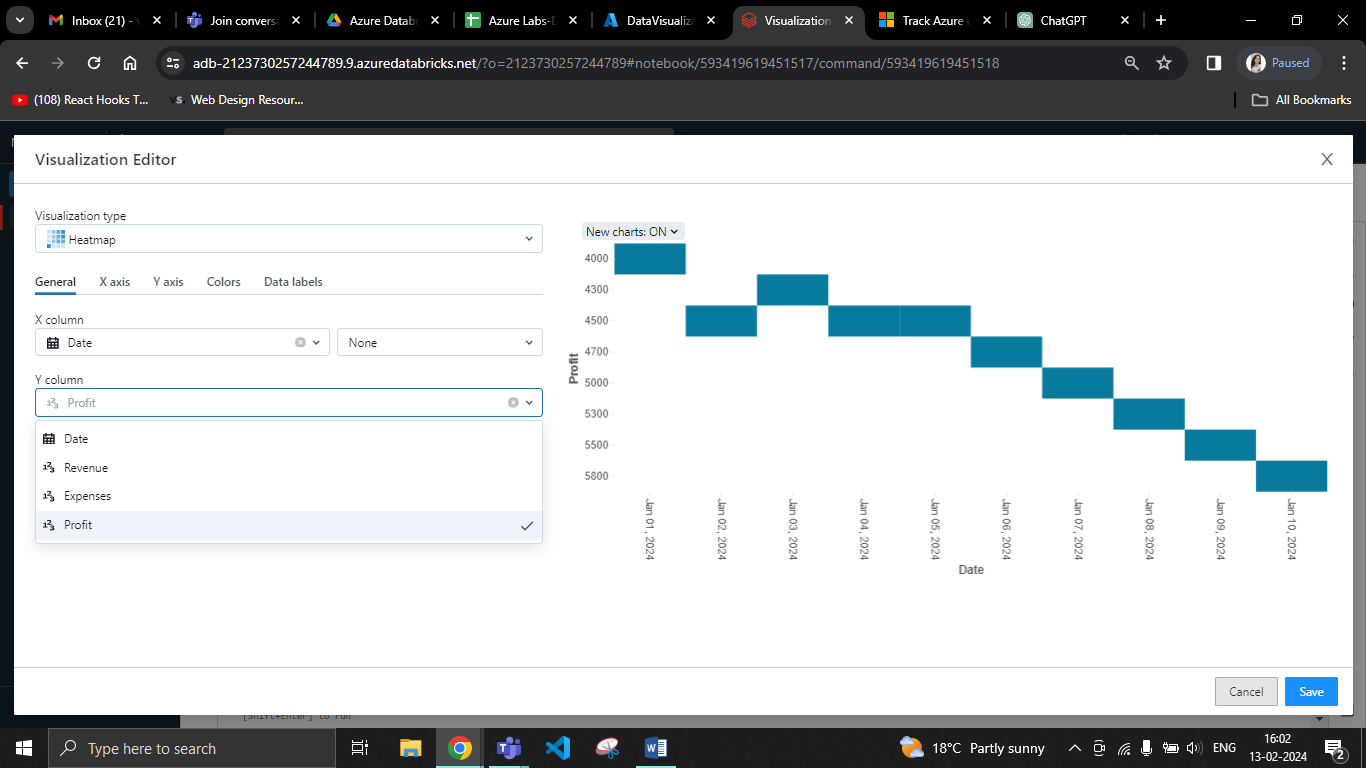 Inbox (21) -
Join convers
Azure Datab
Azure Labs-D
DataVisualiz
Visualization
Track Azure
ChatGPT
adb-2123730257244789.9.azuredatabricks.net/?o=2123730257244789#notebook/593419619451517/command/593419619451518
Paused
(108) React Hooks T...
Web Design Resour...
All Bookmarks
Visualization Editor
X
Visualization type
Heatmap
New charts: ON
General X axis Y axis Colors Data labels
X column
Date
None
Y column
Profit
Date
Revenue
Expenses
Profit
4000
4300
4500
4700
5000
5300
5500
5800
Profit
Jan 01, 2024
Jan 02, 2024
Jan 03, 2024
Jan 04, 2024
Jan 05, 2024
Jan 06, 2024
Jan 07, 2024
Jan 08, 2024
Jan 09, 2024
Jan 10, 2024
Date
Cancel
Save
[Shift+Enter] to run
Type here to search
18°C Partly sunny
ENG
16:02
13-02-2024
2